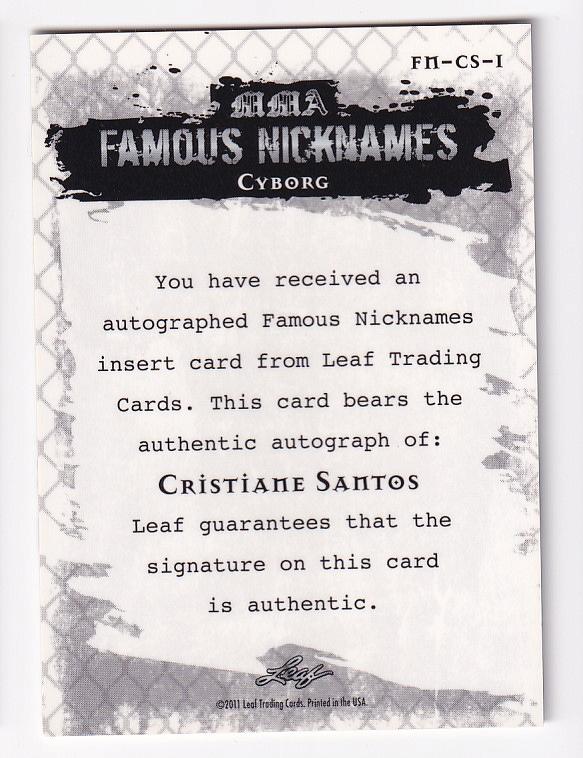 FN-CS-1
MMA
FAMOUS NICKNAMES
CYBORG
You have received an
autographed Famous Nicknames
insert card from Leaf Trading
Cards. This card bears the
authentic autograph of:
CRISTIANE SANTOS
Leaf guarantees that the
signature on this card
is authentic.
Leaf
©2011 Leaf Trading Cards. Printed in the USA.